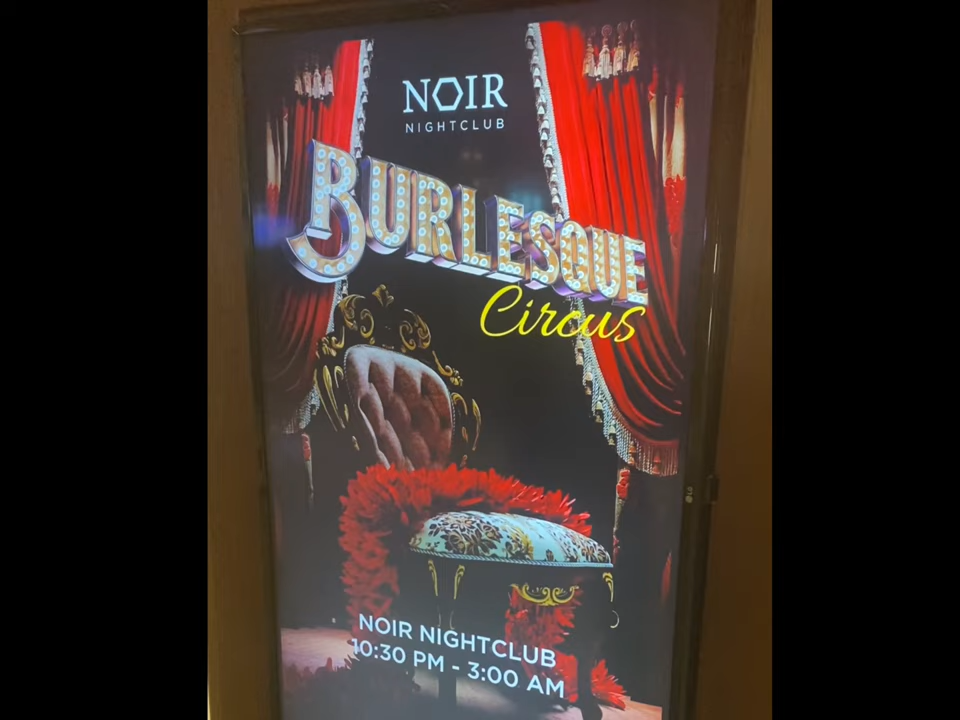 NOIR
NIGHTCLUB
BURLESQUE
Circus
NOIR NIGHTCLUB
10:30 PM - 3:00 AM